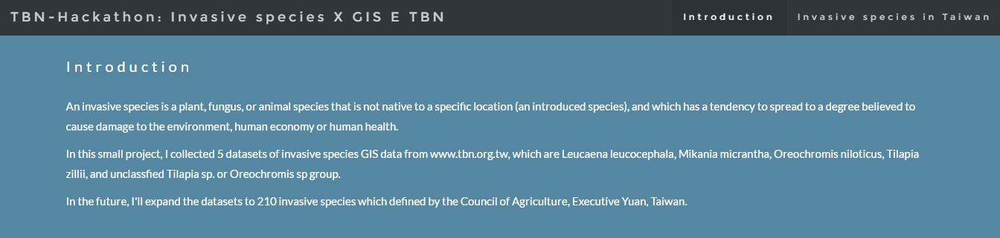 TBN-Hackathon: Invasive species X GIS E TBN
Introduction
Invasive species in Taiwan
Introduction
An invasive species is a plant, fungus, or animal species that is not native to a specific location (an introduced species), and which has a tendency to spread to a degree believed to
cause damage to the environment, human economy or human health.
In this small project, I collected 5 datasets of invasive species GIS data from www.tbn.org.tw, which are Leucaena leucocephala, Mikania micrantha, Oreochromis niloticus, Tilapia
zillii, and unclassfied Tilapia sp. or Oreochromis sp group.
In the future, I'll expand the datasets to 210 invasive species which defined by the Council of Agriculture, Executive Yuan, Taiwan.